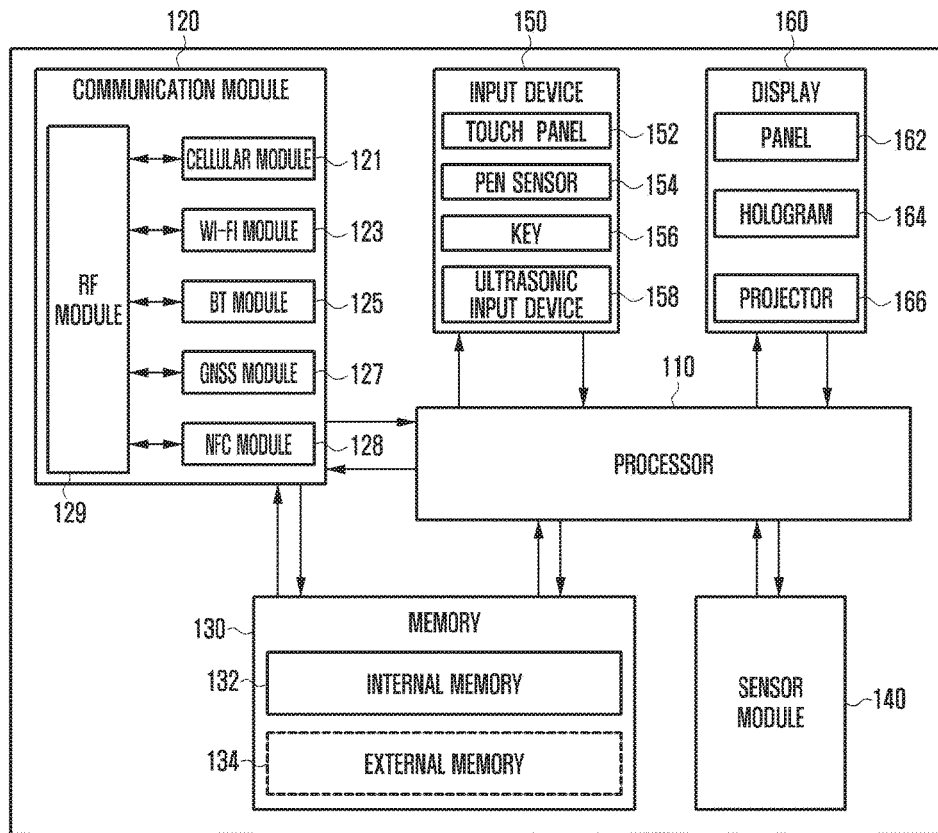 120
150
160
COMMUNICATION MODULE
RF
MODULE
CELLULAR MODULE
121
WI-FI MODULE
123
BT MODULE
125
GNSS MODULE
127
NFC MODULE
128
129
INPUT DEVICE
TOUCH PANEL
152
PEN SENSOR
154
KEY
156
ULTRASONIC
INPUT DEVICE
158
DISPLAY
PANEL
162
HOLOGRAM
164
PROJECTOR
166
110
PROCESSOR
130
MEMORY
132
INTERNAL MEMORY
134
EXTERNAL MEMORY
SENSOR
MODULE
140